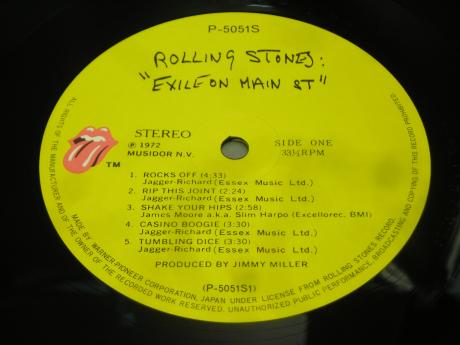 P-5051S
ROLLING STONES:
"EXILE ON MAIN ST"
STEREO
℗ 1972
MUSIDOR N.V.
SIDE ONE
33⅓RPM
TM
1. ROCKS OFF (4:33)
Jagger-Richard (Essex Music Ltd.)
2. RIP THIS JOINT (2:24)
Jagger-Richard (Essex Music Ltd.)
3. SHAKE YOUR HIPS (2:58)
James Moore a.k.a. Slim Harpo (Excellorec, BMI)
4. CASINO BOOGIE (3:30)
Jagger-Richard (Essex Music Ltd.)
5. TUMBLING DICE (3:30)
Jagger-Richard (Essex Music Ltd.)
PRODUCED BY JIMMY MILLER
(P-5051S1)
MADE BY WARNER-PIONEER CORPORATION, JAPAN UNDER LICENSE FROM ROLLING STONES RECORDS
ALL RIGHTS OF THE MANUFACTURER AND OF THE OWNER OF THE RECORDED WORK RESERVED. UNAUTHORIZED PUBLIC PERFORMANCE, BROADCASTING AND COPYING OF THIS RECORD PROHIBITED.